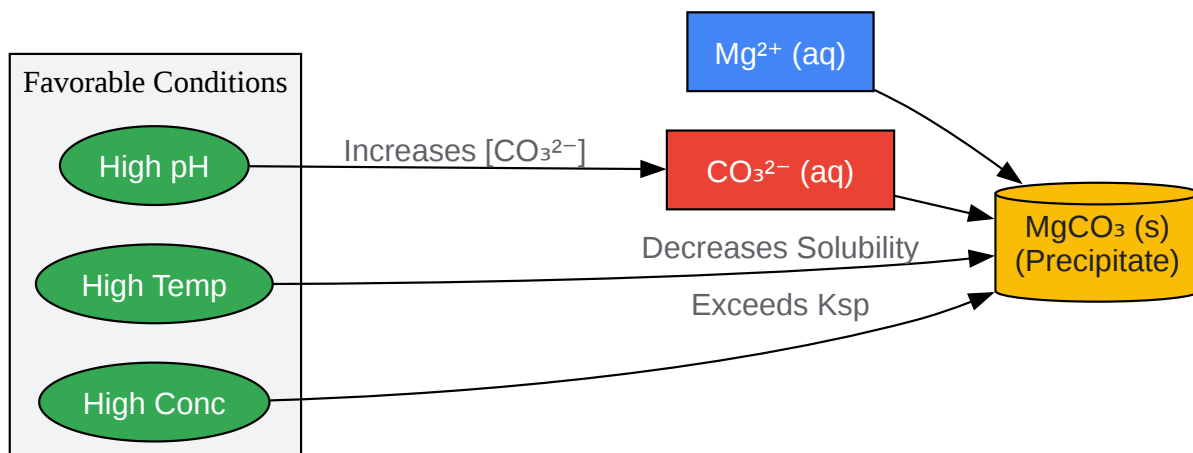 Favorable Conditions
High pH
High Temp
High Conc
Increases [CO₃²⁻]
Decreases Solubility
Exceeds Ksp
Mg²⁺ (aq)
CO₃²⁻ (aq)
MgCO₃ (s)
(Precipitate)